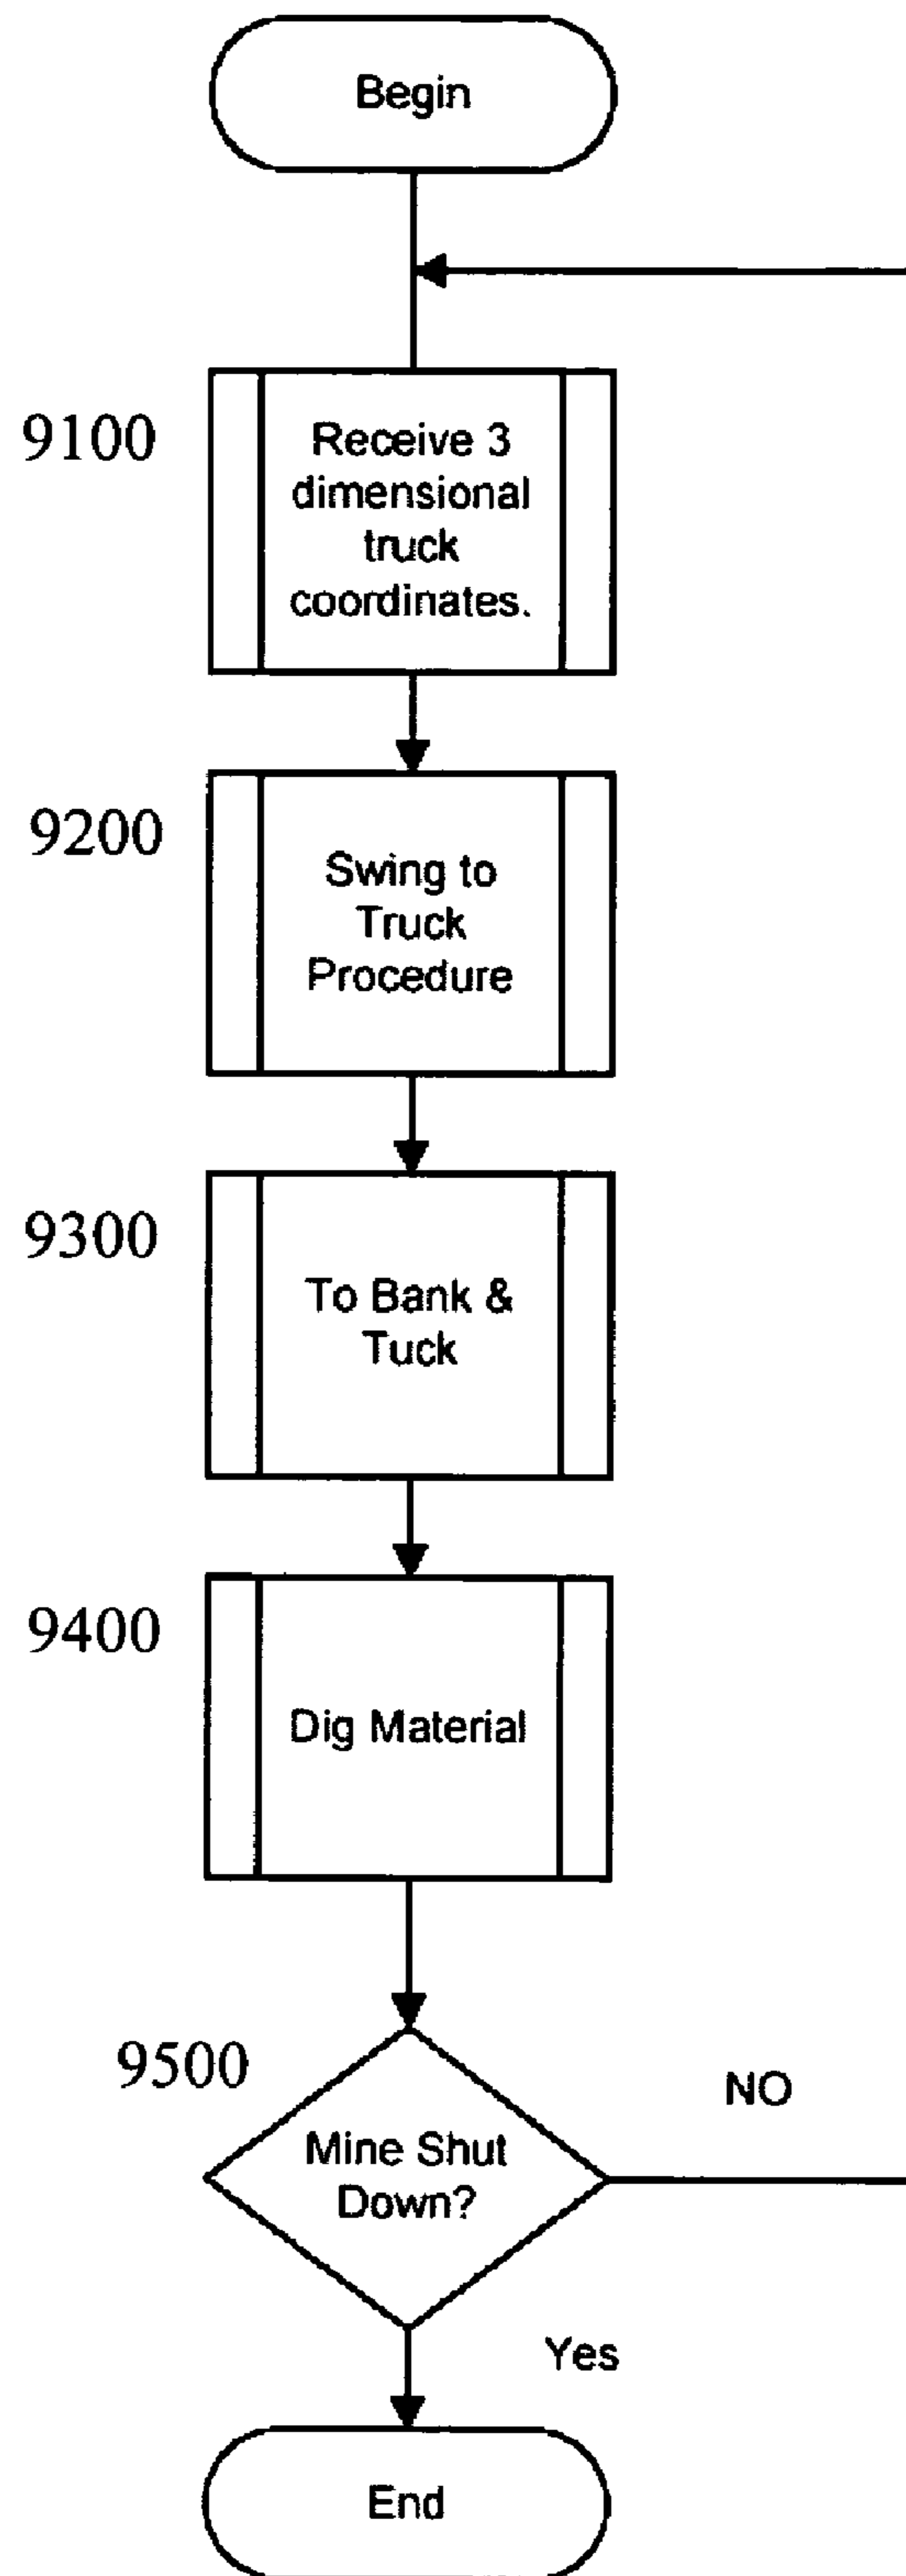 Begin
9100
Receive 3
dimensional
truck
coordinates.
9200
Swing to
Truck
Procedure
9300
To Bank &
Tuck
9400
Dig Material
9500
Mine Shut
Down?
NO
Yes
End